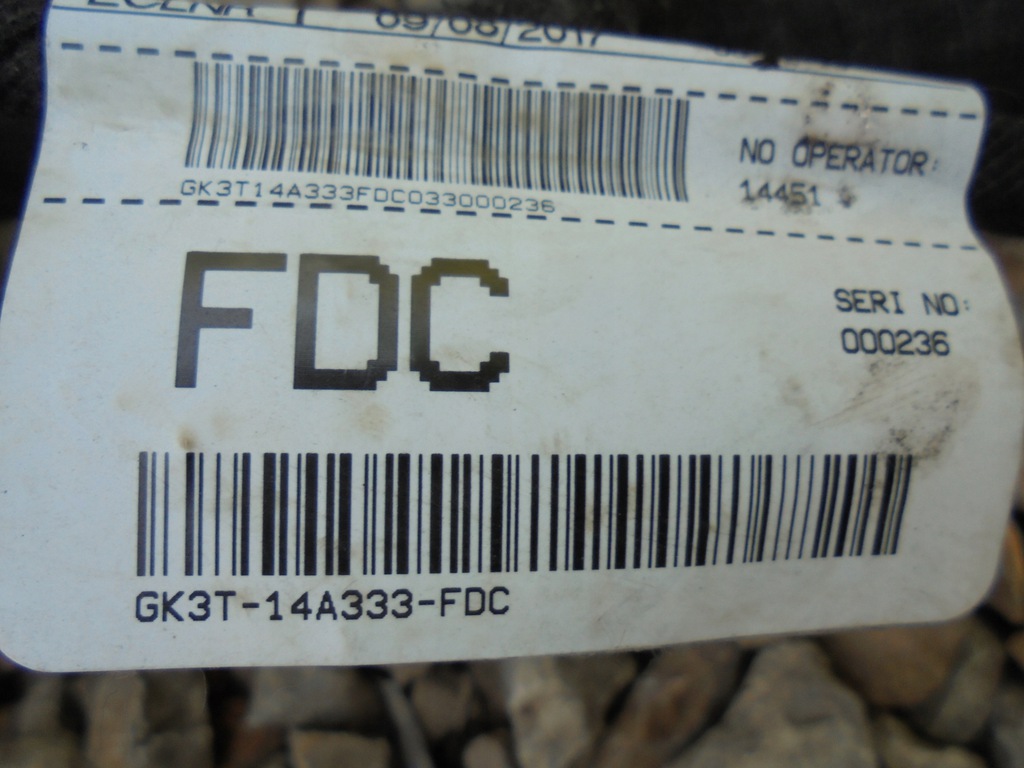 09/08/2017
GK3T14A333FDC033000236
NO OPERATOR:
14451
FDC
SERI NO:
000236
GK3T-14A333-FDC